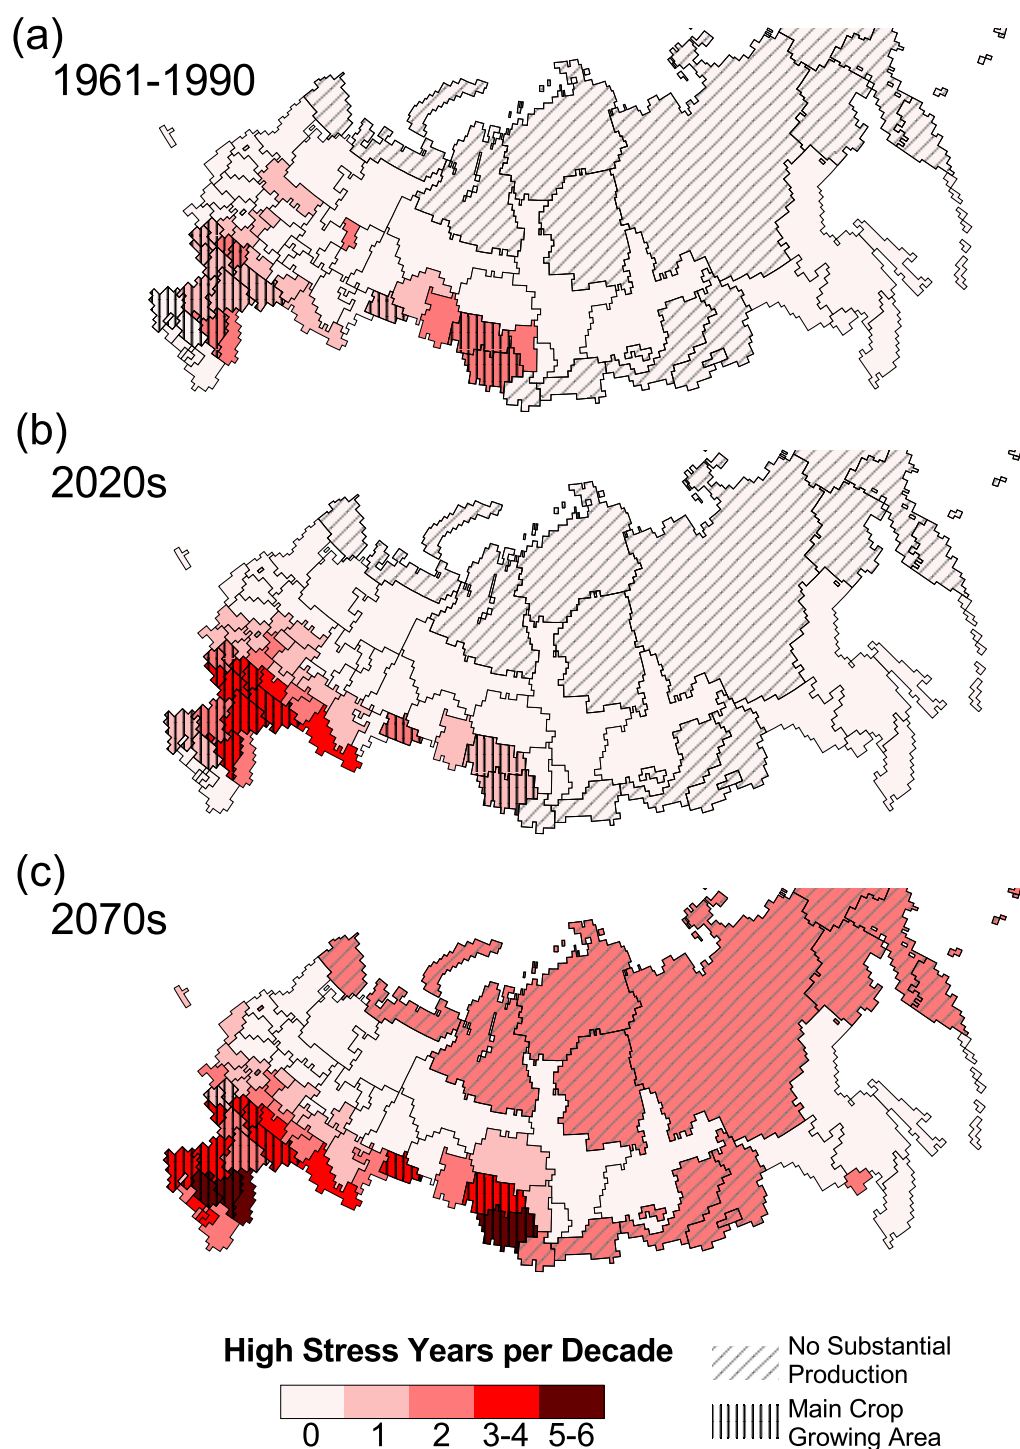 (a)
1961-1990
(b)
2020s
(c)
2070s
High Stress Years per Decade
0 1 2 3-4 5-6
No Substantial
Production
Main Crop
Growing Area